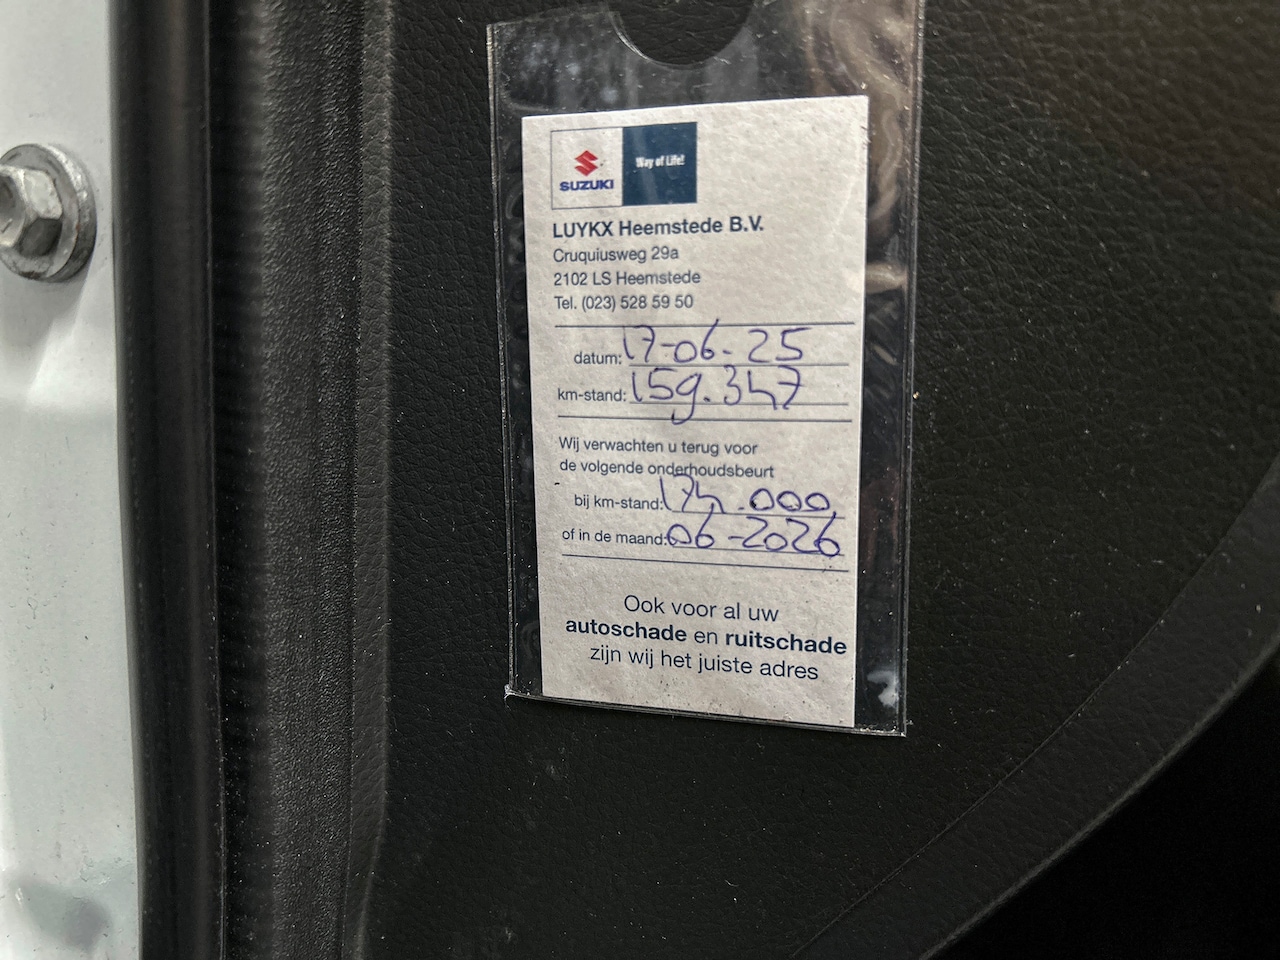 SUZUKI
Way of Life!
LUYKX Heemstede B.V.
Cruquiusweg 29a
2102 LS Heemstede
Tel. (023) 528 59 50
datum: 17-06-25
km-stand: 159.347
Wij verwachten u terug voor
de volgende onderhoudsbeurt
bij km-stand: 174.000
of in de maand: 06-2026
Ook voor al uw
autoschade en ruitschade
zijn wij het juiste adres